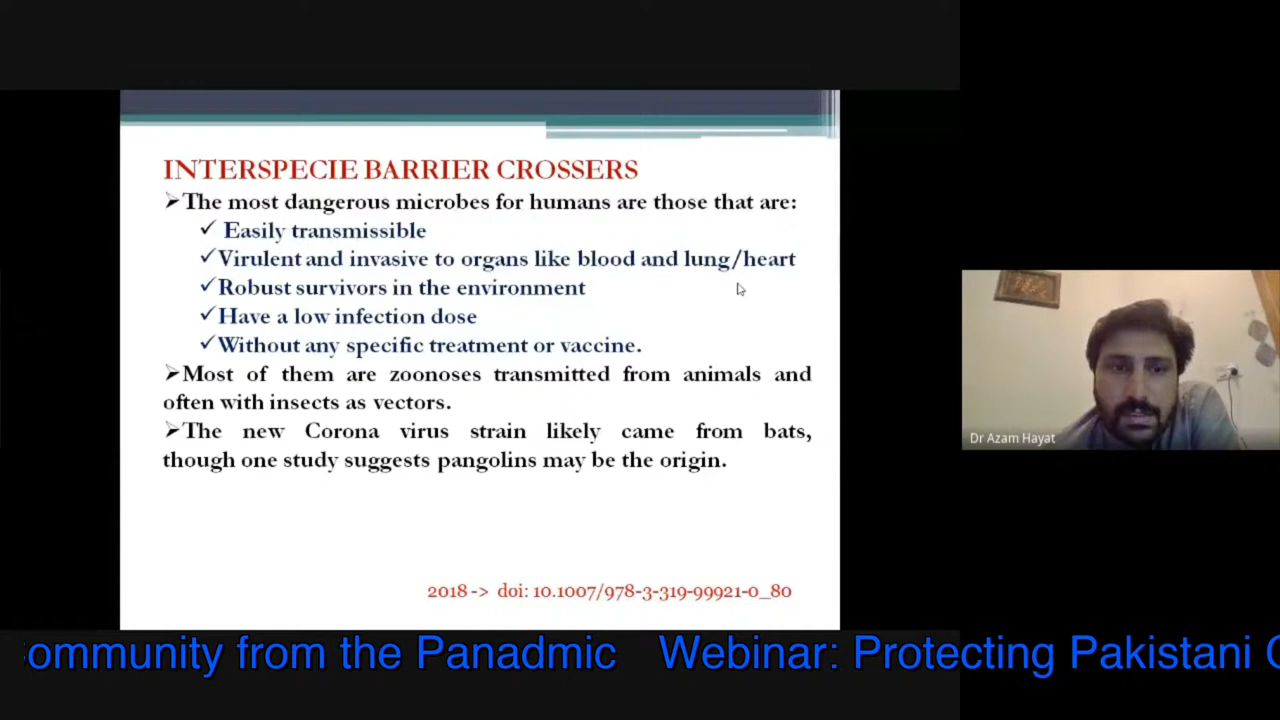 INTERSPECIE BARRIER CROSSERS
➢The most dangerous microbes for humans are those that are:
✓ Easily transmissible
✓Virulent and invasive to organs like blood and lung/heart
✓Robust survivors in the environment
✓Have a low infection dose
✓Without any specific treatment or vaccine.
➢Most of them are zoonoses transmitted from animals and
often with insects as vectors.
➢The new Corona virus strain likely came from bats,
though one study suggests pangolins may be the origin.
Dr Azam Hayat
2018 -> doi: 10.1007/978-3-319-99921-0_80
ommunity from the Panadmic Webinar: Protecting Pakistani C